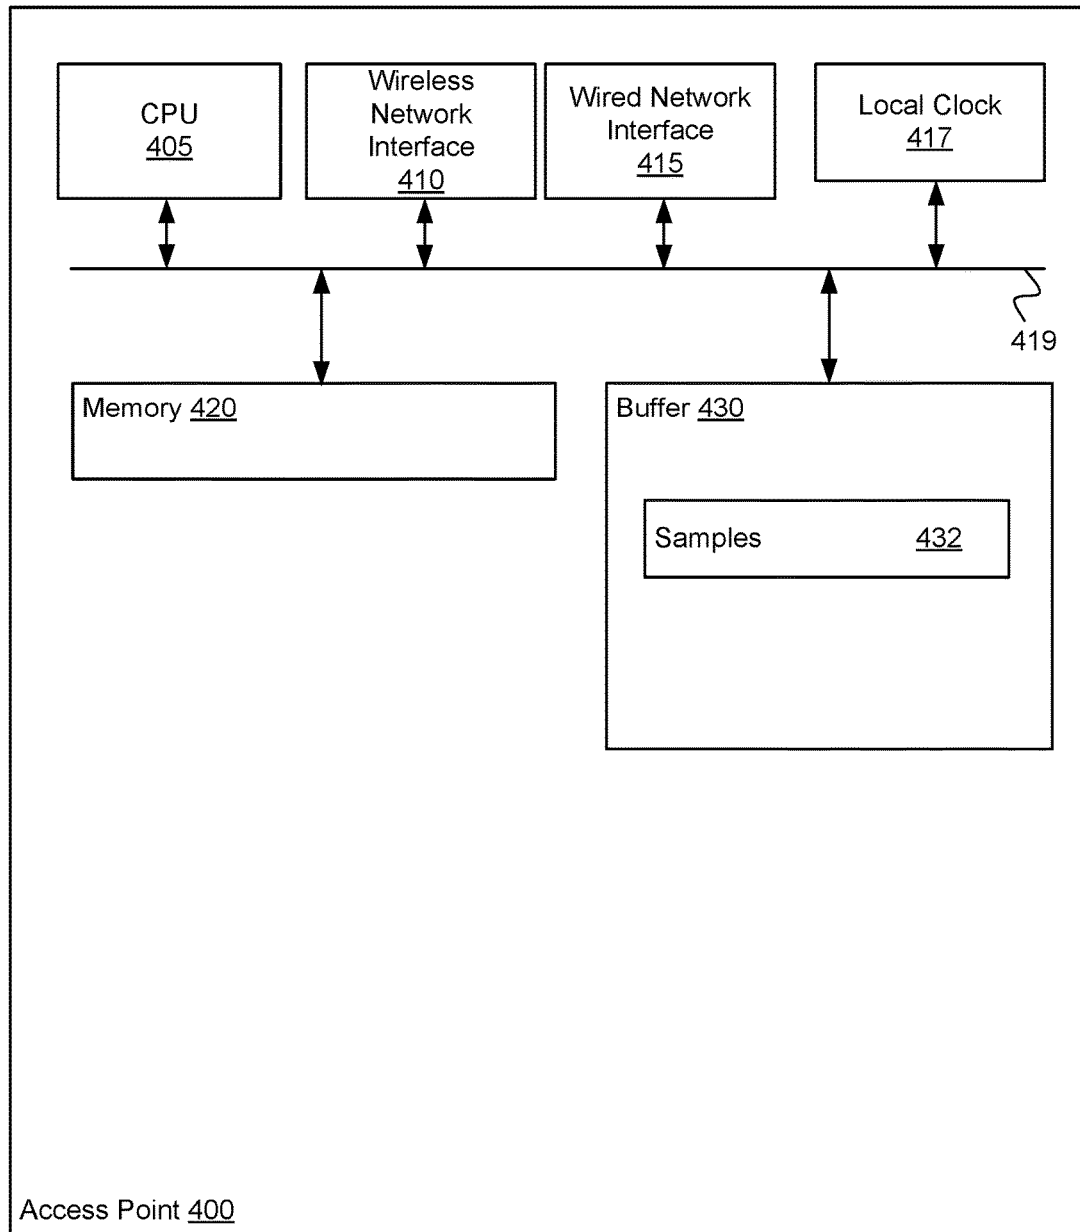 CPU
405
Wireless
Network
Interface
410
Wired Network
Interface
415
Local Clock
417
419
Memory 420
Buffer 430
Samples 432
Access Point 400